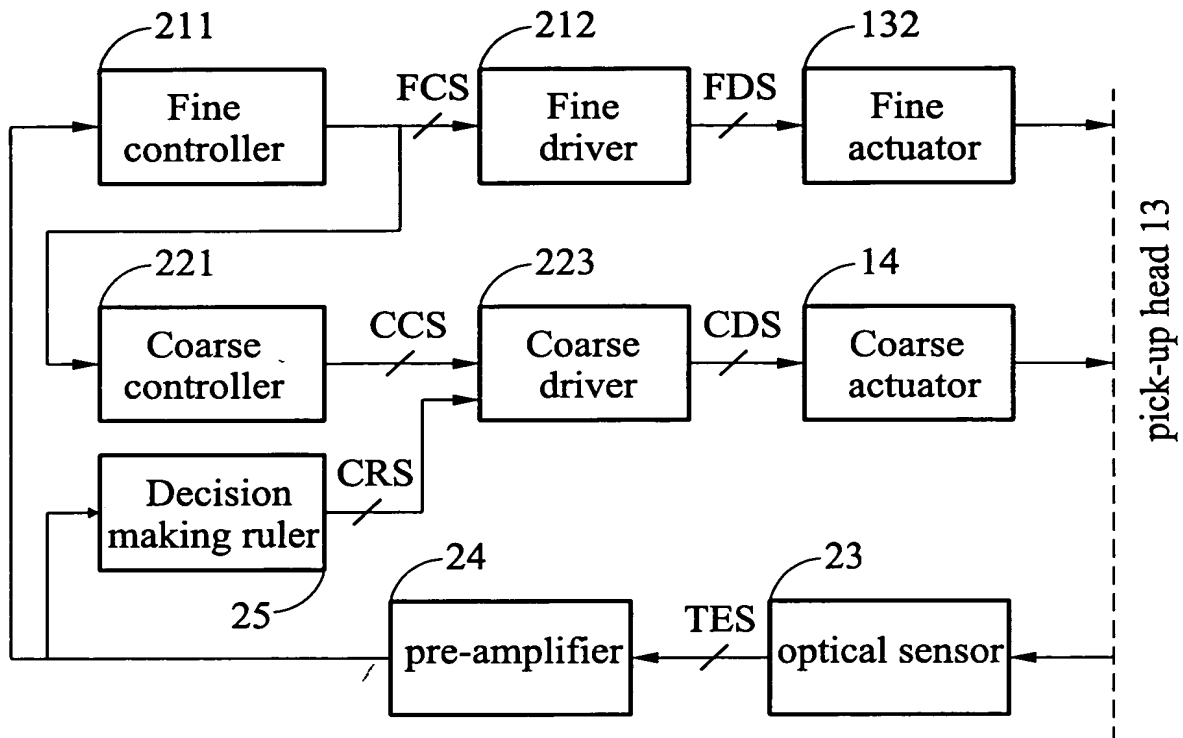 211
212
132
Fine
controller
FCS
Fine
driver
FDS
Fine
actuator
pick-up head 13
221
223
14
Coarse
controller
CCS
Coarse
driver
CDS
Coarse
actuator
Decision
making ruler
CRS
25
24
23
pre-amplifier
TES
optical sensor